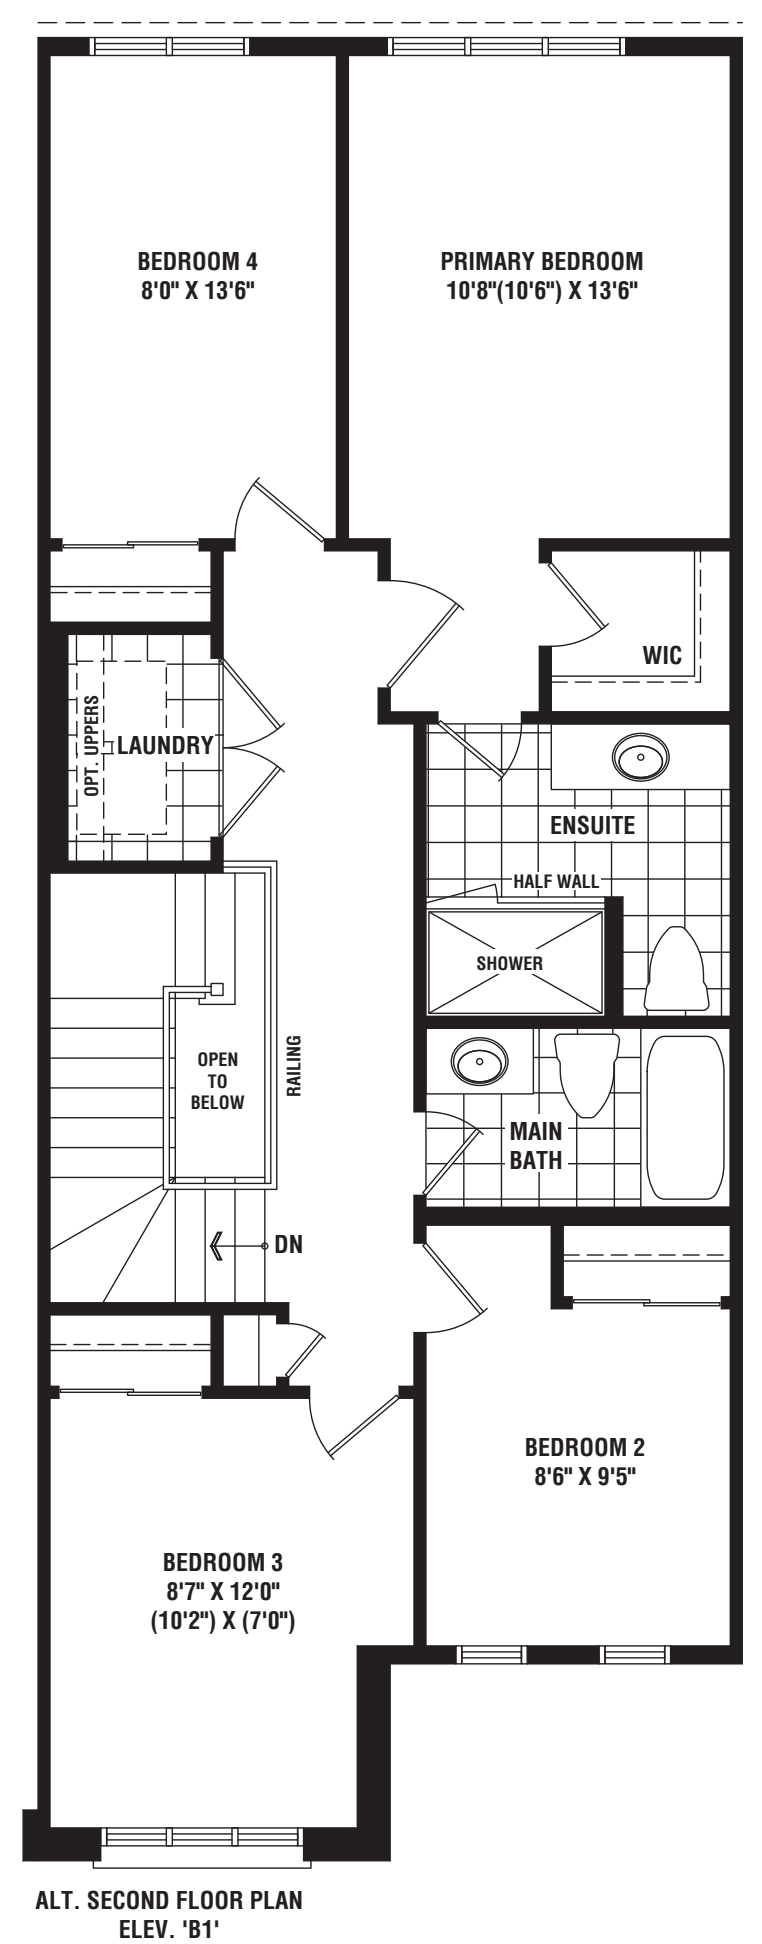 BEDROOM 4
8'0" X 13'6"
PRIMARY BEDROOM
10'8"(10'6") X 13'6"
WIC
OPT. UPPERS
LAUNDRY
ENSUITE
HALF WALL
SHOWER
OPEN
TO
BELOW
RAILING
MAIN
BATH
DN
BEDROOM 2
8'6" X 9'5"
BEDROOM 3
8'7" X 12'0"
(10'2") X (7'0")
ALT. SECOND FLOOR PLAN
ELEV. 'B1'